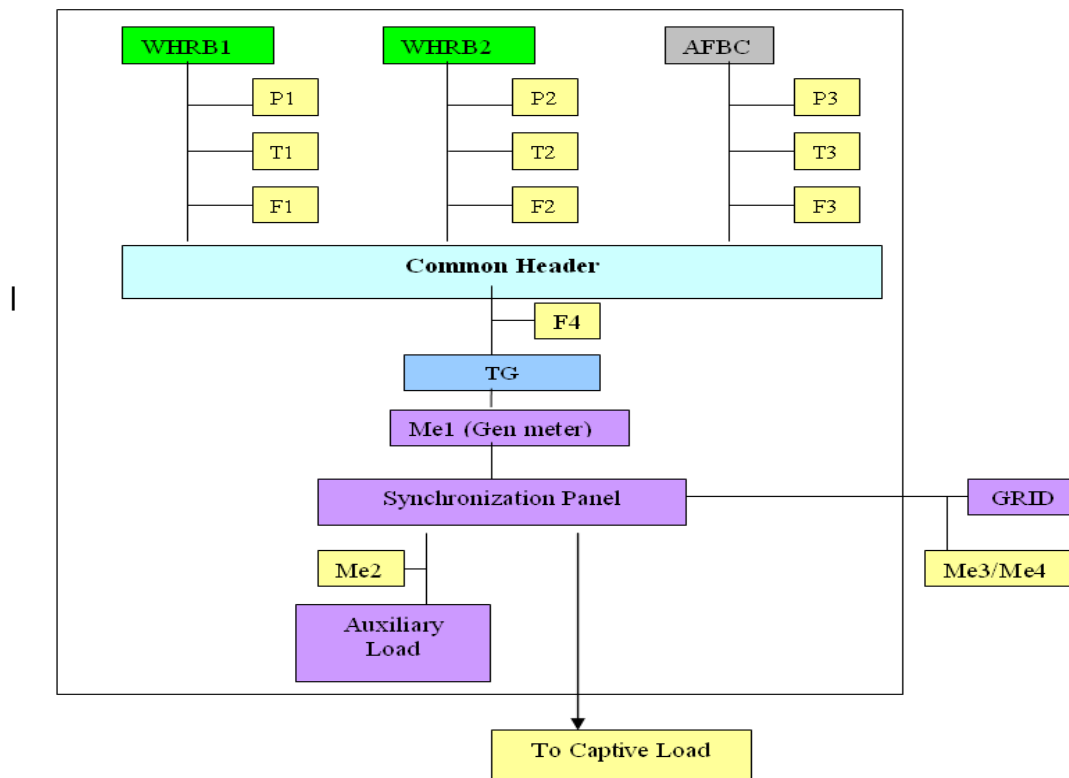 WHRB1 WHRB2 AFBC
P1 P2 P3
T1 T2 T3
F1 F2 F3
Common Header
F4
TG
Me1 (Gen meter)
Synchronization Panel GRID
Me2 Me3/Me4
Auxiliary
Load
To Captive Load